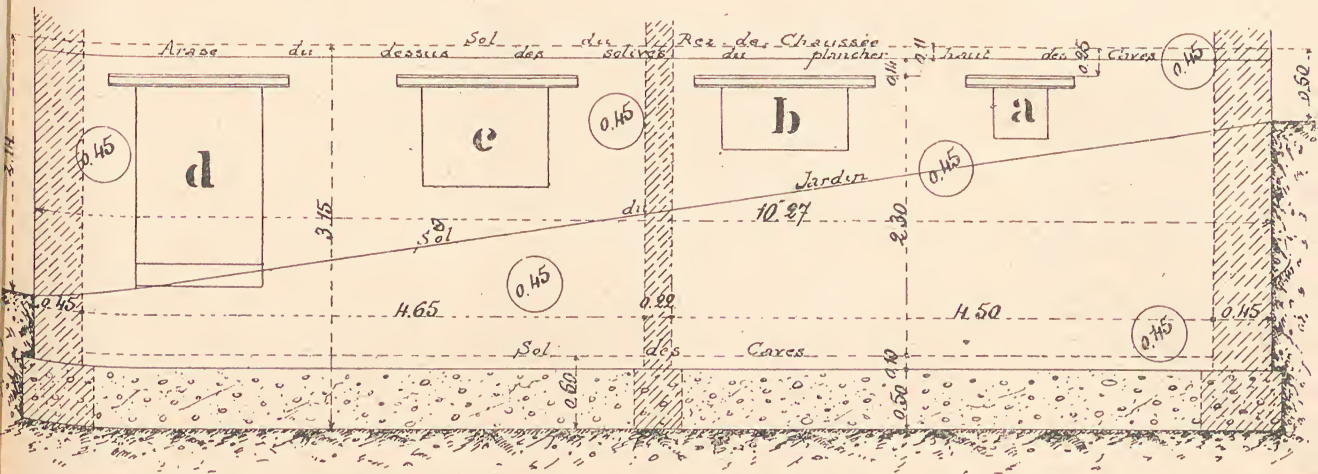 Sol du Rez-de-Chaussée
Arase du dessus des solives du plancher haut des Caves
0.11
0.14
0.25
0.45
0.60
d
c
b
a
0.45
0.45
0.45
Jardin
du
Sol
10.27
3.15
2.30
0.45
0.45
4.65
0.22
4.50
0.45
0.45
Sol des Caves
0.60
0.10
0.50